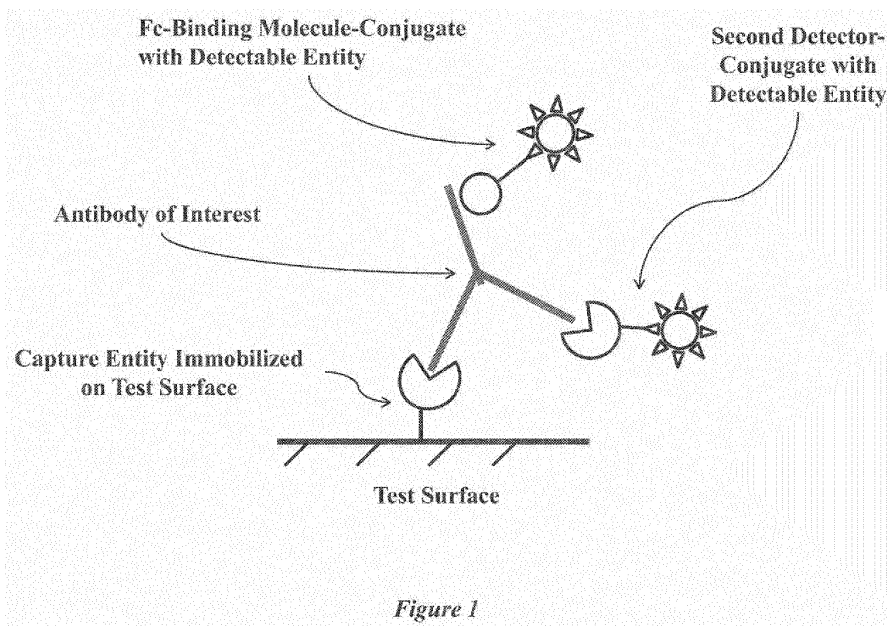 Fc-Binding Molecule-Conjugate
with Detectable Entity
Second Detector-
Conjugate with
Detectable Entity
Antibody of Interest
Capture Entity Immobilized
on Test Surface
Test Surface
Figure 1